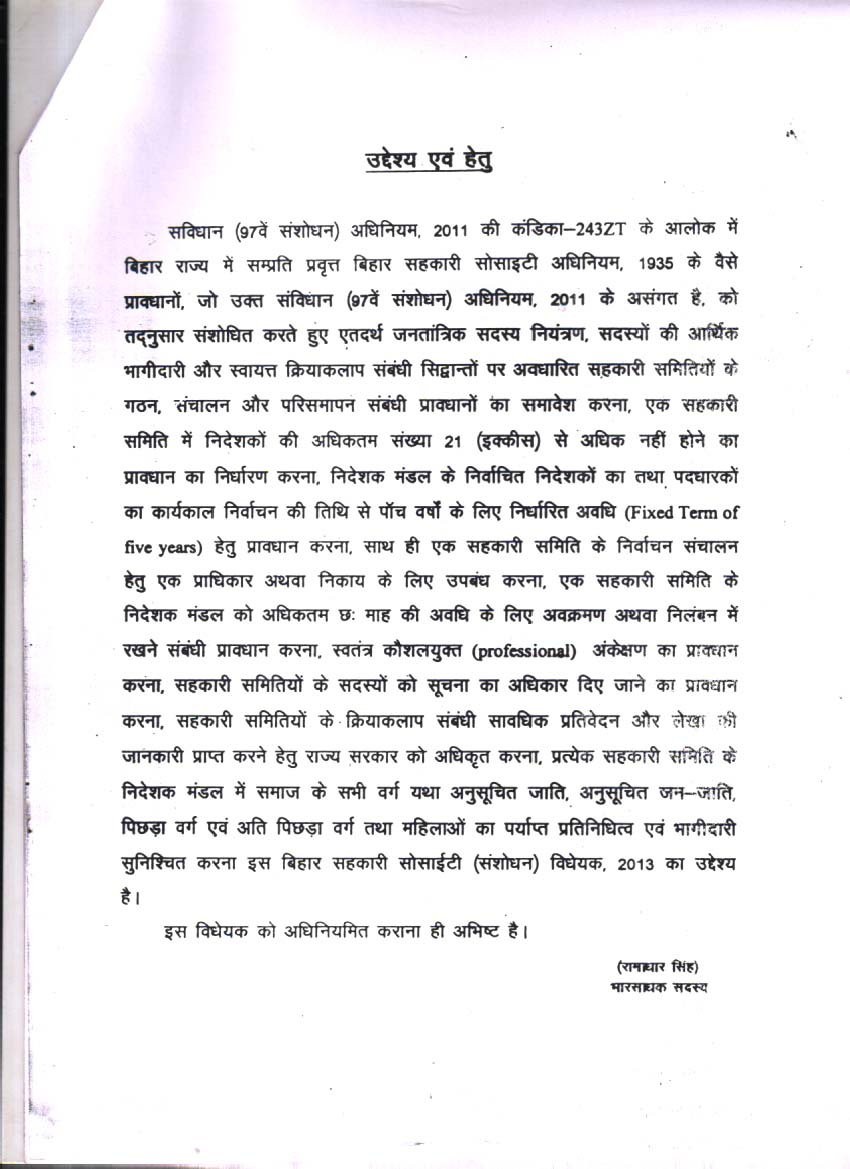 उद्देश्य एवं हेतु
सविधान (97वें संशोधन) अधिनियम, 2011 की कंडिका–243ZT के आलोक में
बिहार राज्य में सम्प्रति प्रवृत्त बिहार सहकारी सोसाइटी अधिनियम, 1935 के वैसे
प्रावधानों, जो उक्त संविधान (97वें संशोधन) अधिनियम, 2011 के असंगत है, को
तद्नुसार संशोधित करते हुए एतदर्थ जनतांत्रिक सदस्य नियंत्रण, सदस्यों की आर्थिक
भागीदारी और स्वायत्त क्रियाकलाप संबंधी सिद्वान्तों पर अवधारित सहकारी समितियों के
गठन, संचालन और परिसमापन संबंधी प्रावधानों का समावेश करना, एक सहकारी
समिति में निदेशकों की अधिकतम संख्या 21 (इक्कीस) से अधिक नहीं होने का
प्रावधान का निर्धारण करना, निदेशक मंडल के निर्वाचित निदेशकों का तथा पदधारकों
का कार्यकाल निर्वाचन की तिथि से पॉच वर्षों के लिए निर्धारित अवधि (Fixed Term of
five years) हेतु प्रावधान करना, साथ ही एक सहकारी समिति के निर्वाचन संचालन
हेतु एक प्राधिकार अथवा निकाय के लिए उपबंध करना, एक सहकारी समिति के
निदेशक मंडल को अधिकतम छः माह की अवधि के लिए अवक्रमण अथवा निलंबन में
रखने संबंधी प्रावधान करना, स्वतंत्र कौशलयुक्त (professional) अंकेक्षण का प्रावधान
करना, सहकारी समितियों के सदस्यों को सूचना का अधिकार दिए जाने का प्रावधान
करना, सहकारी समितियों के क्रियाकलाप संबंधी सावधिक प्रतिवेदन और लेखा की
जानकारी प्राप्त करने हेतु राज्य सरकार को अधिकृत करना, प्रत्येक सहकारी समिति के
निदेशक मंडल में समाज के सभी वर्ग यथा अनुसूचित जाति, अनुसूचित जन–जाति,
पिछड़ा वर्ग एवं अति पिछड़ा वर्ग तथा महिलाओं का पर्याप्त प्रतिनिधित्व एवं भागीदारी
सुनिश्चित करना इस बिहार सहकारी सोसाईटी (संशोधन) विधेयक, 2013 का उद्देश्य
है।
इस विधेयक को अधिनियमित कराना ही अभिष्ट है।
(रामाधार सिंह)
भारसाधक सदस्य